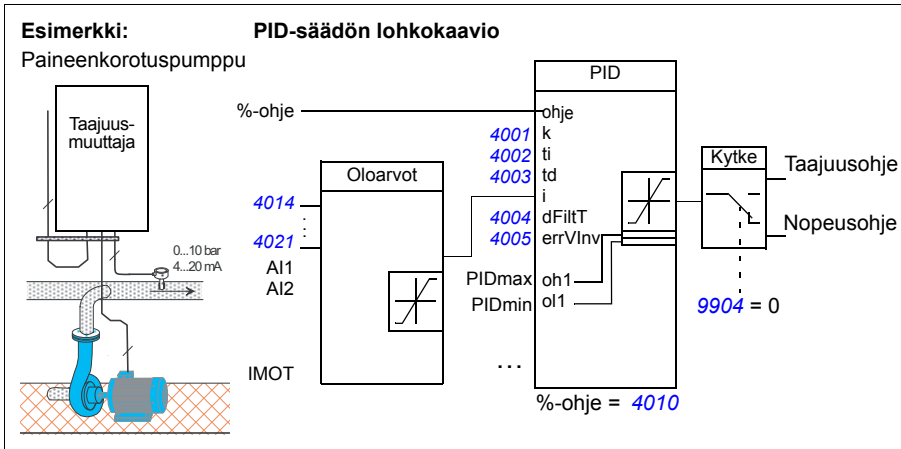 Esimerkki:
Paineenkorotuspumppu
Taajuus-
muuttaja
0...10 bar
4...20 mA
PID-säädön lohkokaavio
%-ohje
Oloarvot
4014
4021
AI1
AI2
IMOT
PID
ohje
4001 k
4002 ti
4003 td
i
4004 dFiltT
4005 errVInv
PIDmax oh1
PIDmin ol1
...
%-ohje = 4010
Kytke
Taajuusohje
Nopeusohje
9904 = 0